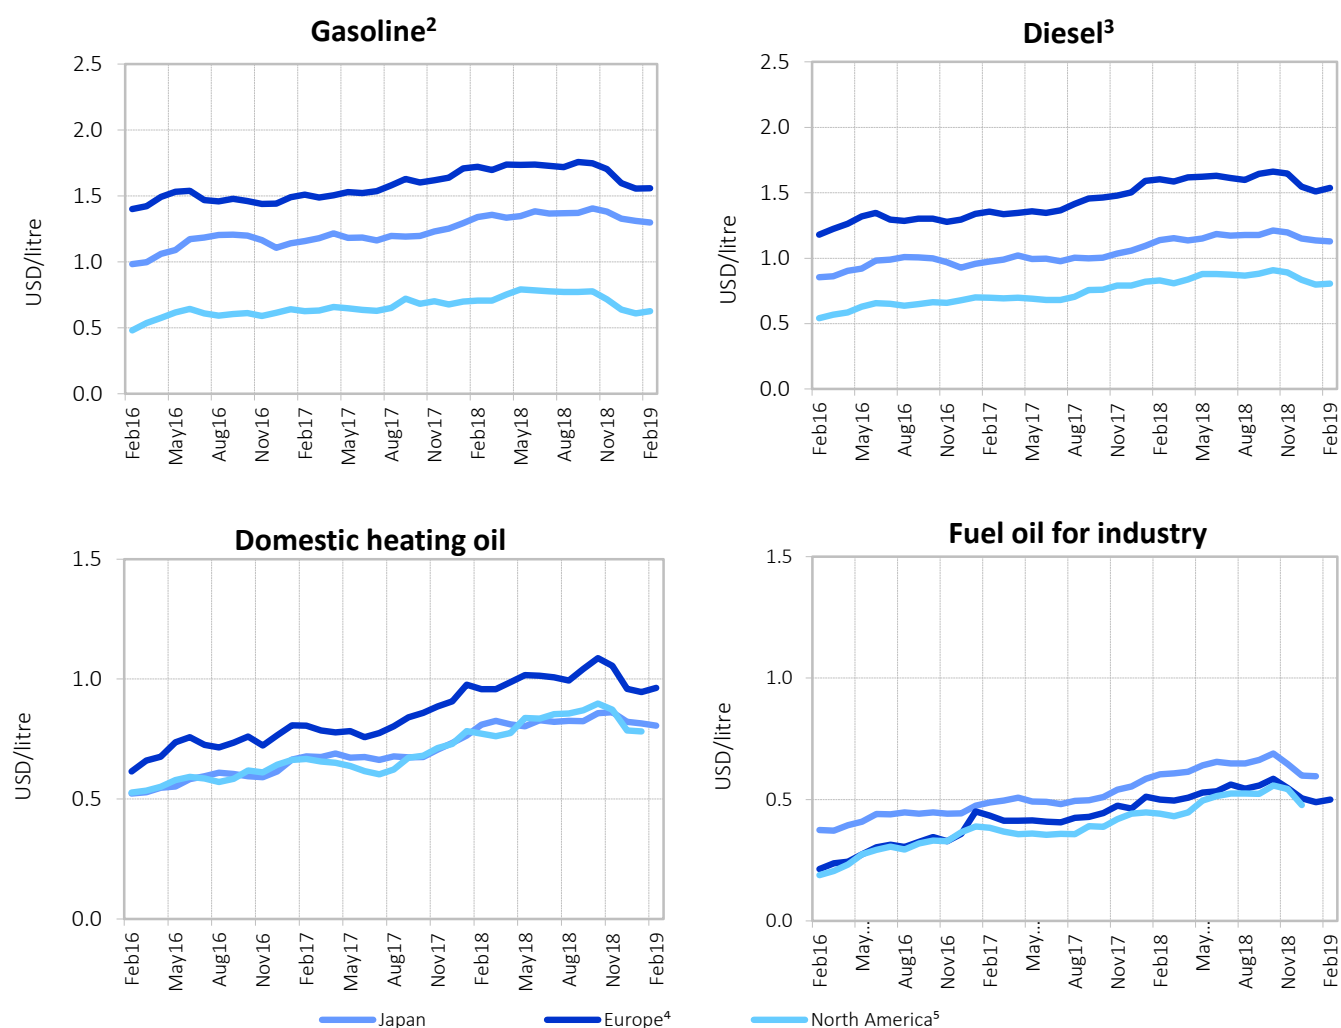 Gasoline²
2.5
2.0
1.5
1.0
0.5
0.0
USD/litre
Feb16
May16
Aug16
Nov16
Feb17
May17
Aug17
Nov17
Feb18
May18
Aug18
Nov18
Feb19
Diesel³
2.5
2.0
1.5
1.0
0.5
0.0
USD/litre
Feb16
May16
Aug16
Nov16
Feb17
May17
Aug17
Nov17
Feb18
May18
Aug18
Nov18
Feb19
Domestic heating oil
1.5
1.0
0.5
0.0
USD/litre
Feb16
May16
Aug16
Nov16
Feb17
May17
Aug17
Nov17
Feb18
May18
Aug18
Nov18
Feb19
Fuel oil for industry
1.5
1.0
0.5
0.0
USD/litre
Feb16
May…
Aug16
Nov16
Feb17
May…
Aug17
Nov17
Feb18
May…
Aug18
Nov18
Feb19
Japan
Europe⁴
North America⁵